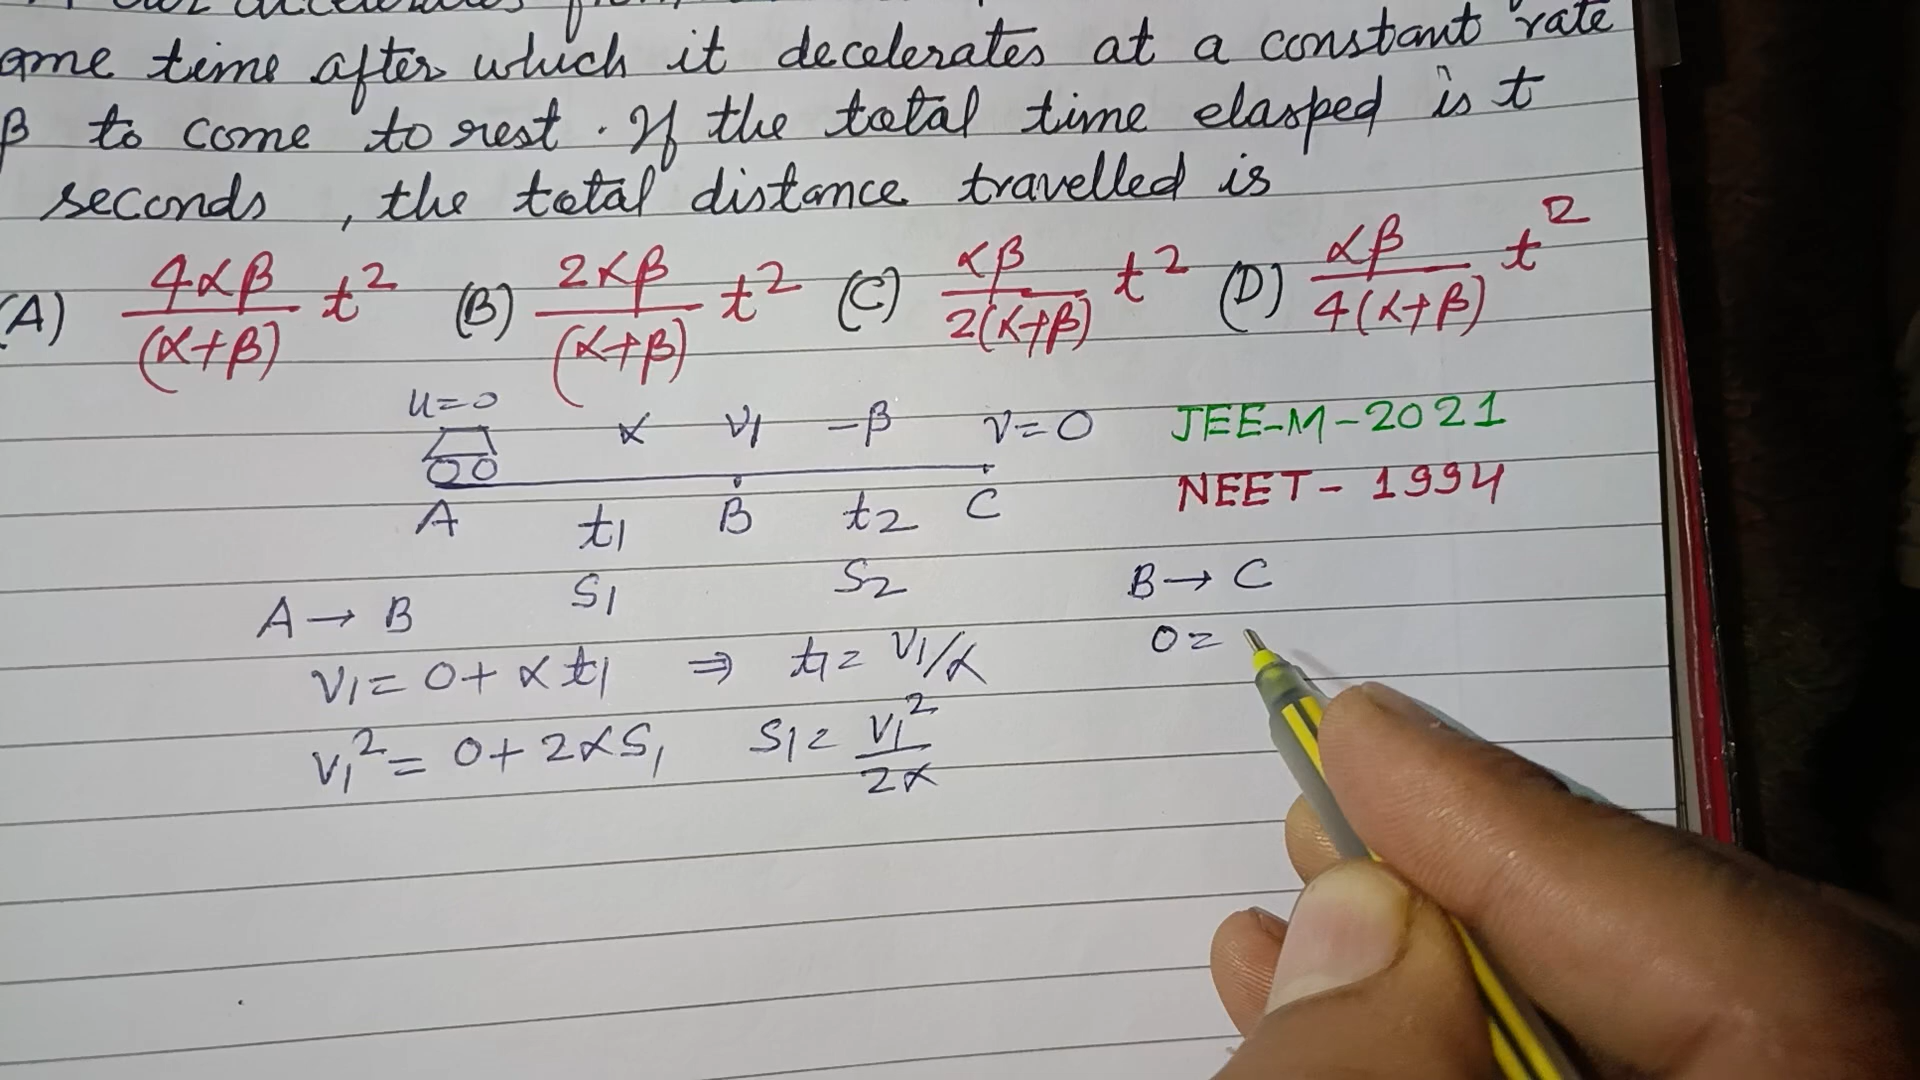 car accelerates from
ame time after which it decelerates at a constant rate
β to come to rest. If the total time elasped is t
seconds, the total distance travelled is
(A) 4αβ/(α+β) t² (B) 2αβ/(α+β) t² (C) αβ/2(α+β) t² (D) αβ/4(α+β) t²
u=0 α v1 -β v=0 JEE-M-2021
A t1 B t2 C NEET- 1994
S1 S2
A → B B → C
v1 = 0 + αt1 ⇒ t1 = v1/α 0 =
v1² = 0 + 2αS1 S1 = v1²/2α